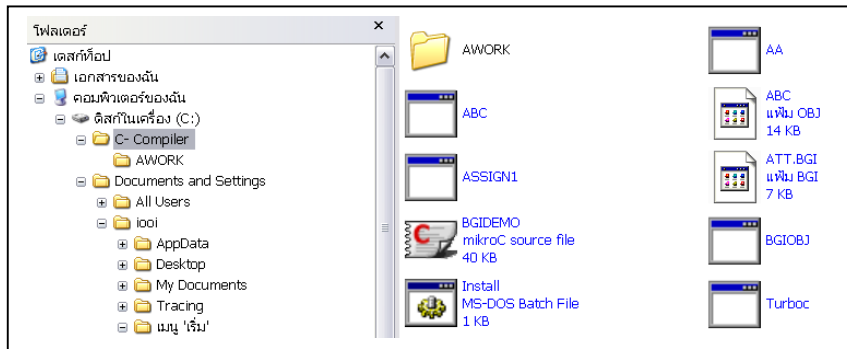 โฟลเดอร์
เดสก์ท็อป
เอกสารของฉัน
คอมพิวเตอร์ของฉัน
ดิสก์ในเครื่อง (C:)
C- Compiler
AWORK
Documents and Settings
All Users
iooi
AppData
Desktop
My Documents
Tracing
เมนู 'เริ่ม'
AWORK
AA
ABC
ABC
แฟ้ม OBJ
14 KB
ASSIGN1
ATT.BGI
แฟ้ม BGI
7 KB
BGIDEMO
mikroC source file
40 KB
BGIOBJ
Install
MS-DOS Batch File
1 KB
Turboc